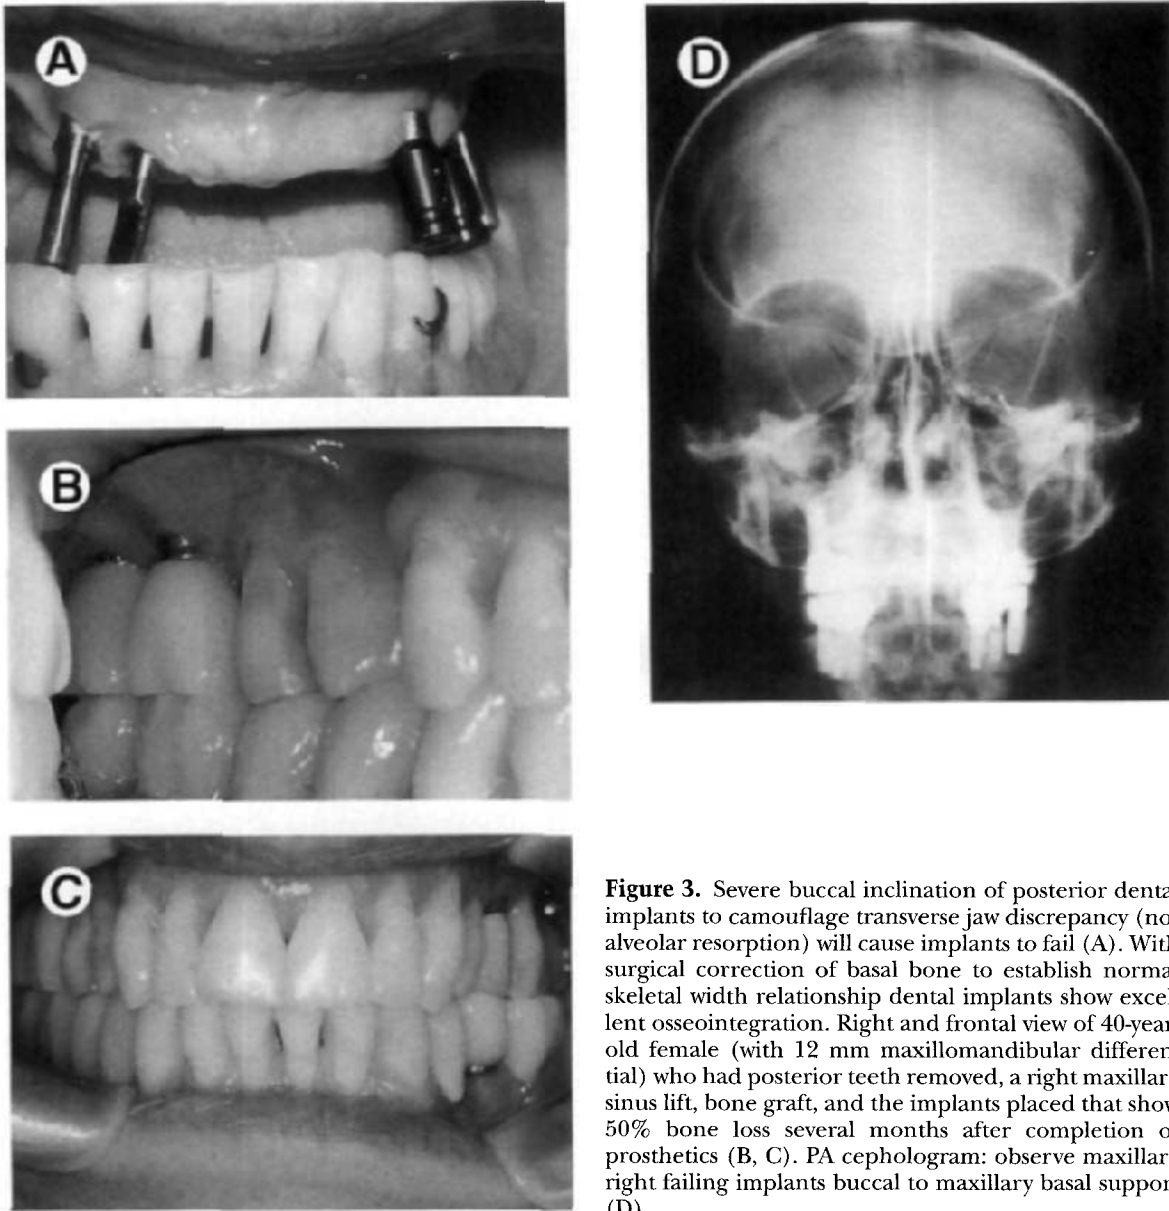 A
D
B
C
Figure 3. Severe buccal inclination of posterior denta
implants to camouflage transverse jaw discrepancy (no
alveolar resorption) will cause implants to fail (A). With
surgical correction of basal bone to establish norma
skeletal width relationship dental implants show excel
lent osseointegration. Right and frontal view of 40-year
old female (with 12 mm maxillomandibular differen
tial) who had posterior teeth removed, a right maxillar
sinus lift, bone graft, and the implants placed that show
50% bone loss several months after completion o
prosthetics (B, C). PA cephologram: observe maxillar
right failing implants buccal to maxillary basal suppor
(D)